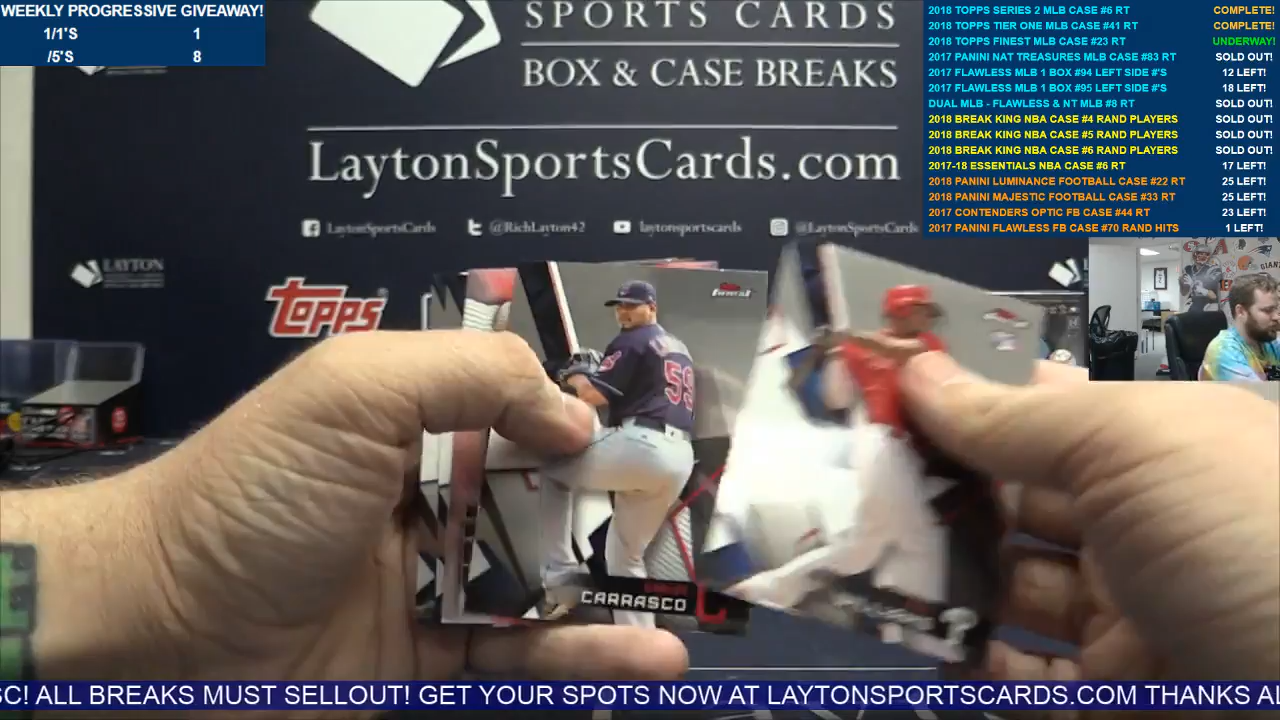 WEEKLY PROGRESSIVE GIVEAWAY!
1/1'S 1
/5'S 8
SPORTS CARDS
BOX & CASE BREAKS
LaytonSportsCards.com
LaytonSportsCards @RichLayton42 laytonsportscards @LaytonSportsCards
LAYTON
TOPPS
2018 TOPPS SERIES 2 MLB CASE #6 RT COMPLETE!
2018 TOPPS TIER ONE MLB CASE #41 RT COMPLETE!
2018 TOPPS FINEST MLB CASE #23 RT UNDERWAY!
2017 PANINI NAT TREASURES MLB CASE #83 RT SOLD OUT!
2017 FLAWLESS MLB 1 BOX #94 LEFT SIDE #'S 12 LEFT!
2017 FLAWLESS MLB 1 BOX #95 LEFT SIDE #'S 18 LEFT!
DUAL MLB - FLAWLESS & NT MLB #8 RT SOLD OUT!
2018 BREAK KING NBA CASE #4 RAND PLAYERS SOLD OUT!
2018 BREAK KING NBA CASE #5 RAND PLAYERS SOLD OUT!
2018 BREAK KING NBA CASE #6 RAND PLAYERS SOLD OUT!
2017-18 ESSENTIALS NBA CASE #6 RT 17 LEFT!
2018 PANINI LUMINANCE FOOTBALL CASE #22 RT 25 LEFT!
2018 PANINI MAJESTIC FOOTBALL CASE #33 RT 25 LEFT!
2017 CONTENDERS OPTIC FB CASE #44 RT 23 LEFT!
2017 PANINI FLAWLESS FB CASE #70 RAND HITS 1 LEFT!
59
CARRASCO
SC! ALL BREAKS MUST SELLOUT! GET YOUR SPOTS NOW AT LAYTONSPORTSCARDS.COM THANKS AL